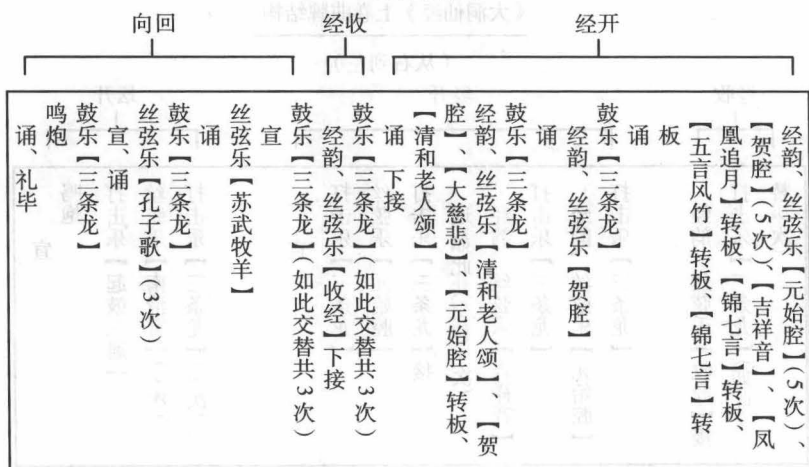 经开
经收
向回
经韵、丝弦乐【元始腔】(5次)、
【贺腔】(5次)、【吉祥音】、【凤
凰追月】转板、【锦七言】转板、
【五言风竹】转板、【锦七言】转
板
诵
鼓乐【三条龙】
经韵、丝弦乐【贺腔】
诵
鼓乐【三条龙】
经韵、丝弦乐【清和老人颂】、【贺
腔】、【大慈悲】、【元始腔】转板、
【清和老人颂】
诵 下接
鼓乐【三条龙】(如此交替共3次)
经韵、丝弦乐【收经】下接
鼓乐【三条龙】(如此交替共3次)
宣
丝弦乐【苏武牧羊】
诵
鼓乐【三条龙】
丝弦乐【孔子歌】(3次)
宣、诵
鼓乐【三条龙】
鸣炮
诵、礼毕